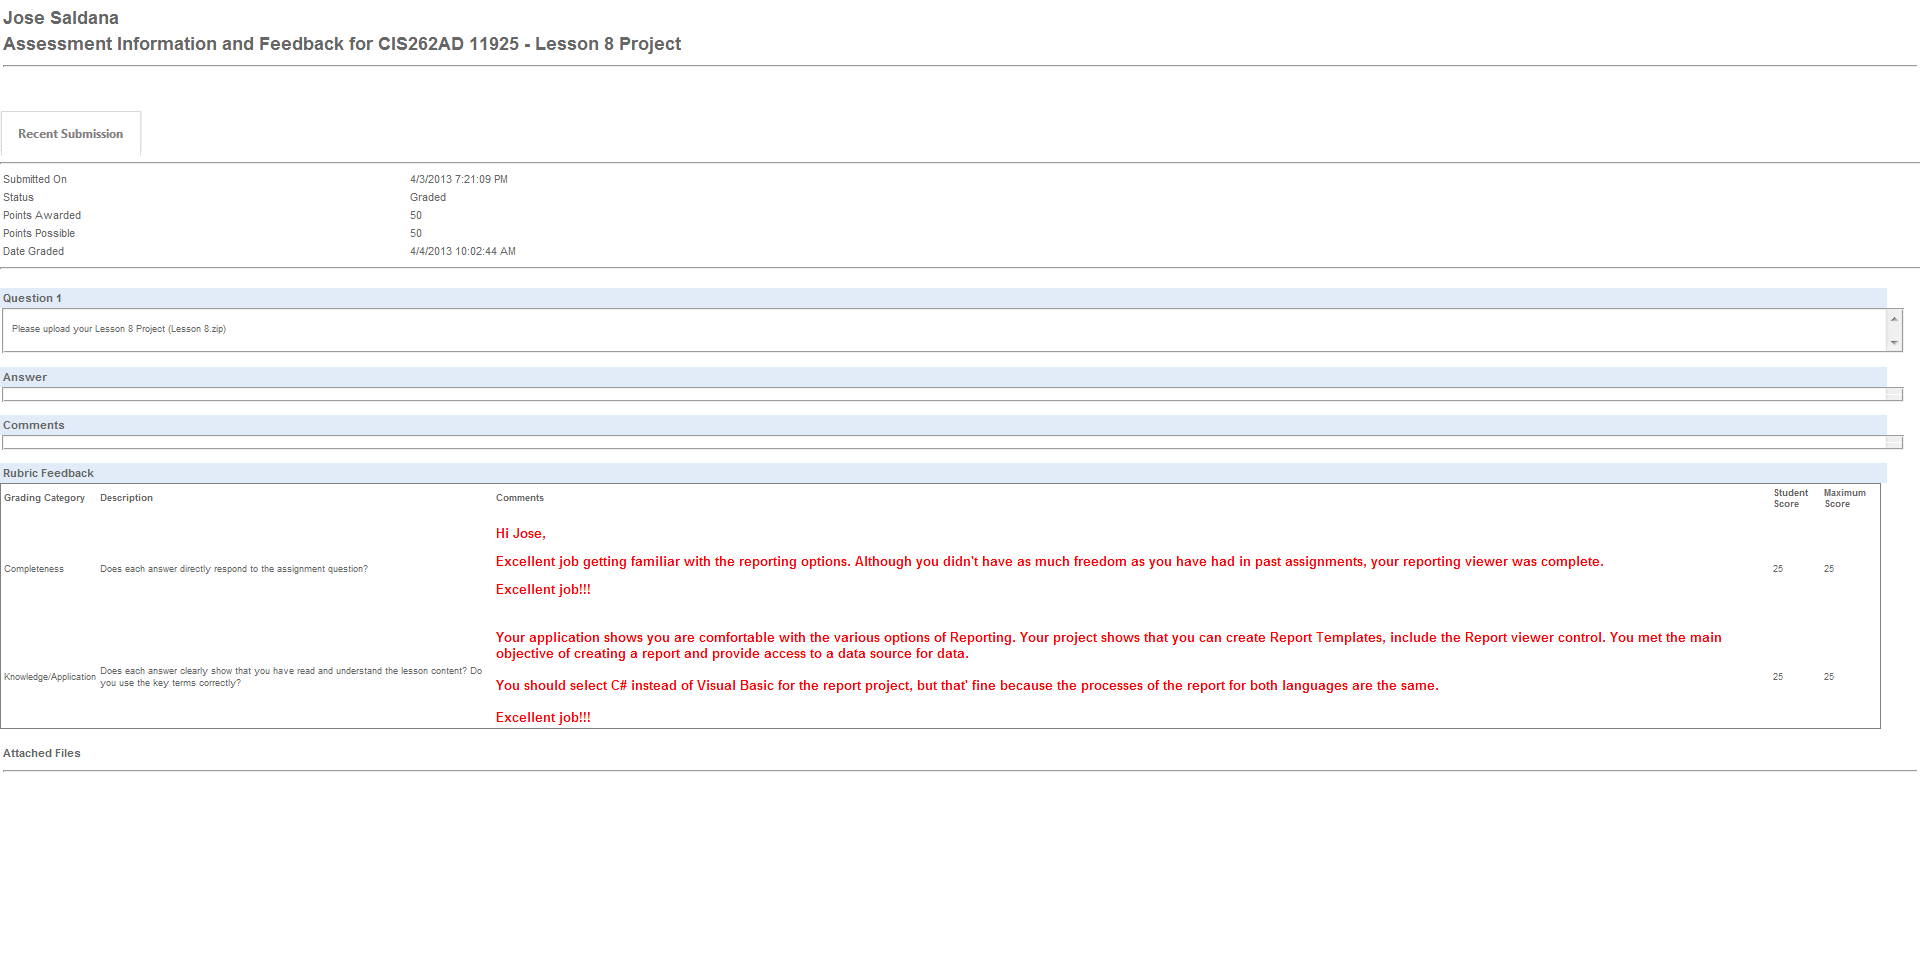 Jose Saldana
Assessment Information and Feedback for CIS262AD 11925 - Lesson 8 Project
Recent Submission
Submitted On 4/3/2013 7:21:09 PM
Status Graded
Points Awarded 50
Points Possible 50
Date Graded 4/4/2013 10:02:44 AM
Question 1
Please upload your Lesson 8 Project (Lesson 8.zip)
Answer
Comments
Rubric Feedback
Grading Category Description Comments Student Score Maximum Score
Hi Jose,
Excellent job getting familiar with the reporting options. Although you didn't have as much freedom as you have had in past assignments, your reporting viewer was complete.
Completeness Does each answer directly respond to the assignment question? 25 25
Excellent job!!!
Your application shows you are comfortable with the various options of Reporting. Your project shows that you can create Report Templates, include the Report viewer control. You met the main
objective of creating a report and provide access to a data source for data.
Knowledge/Application Does each answer clearly show that you have read and understand the lesson content? Do
you use the key terms correctly? 25 25
You should select C# instead of Visual Basic for the report project, but that' fine because the processes of the report for both languages are the same.
Excellent job!!!
Attached Files